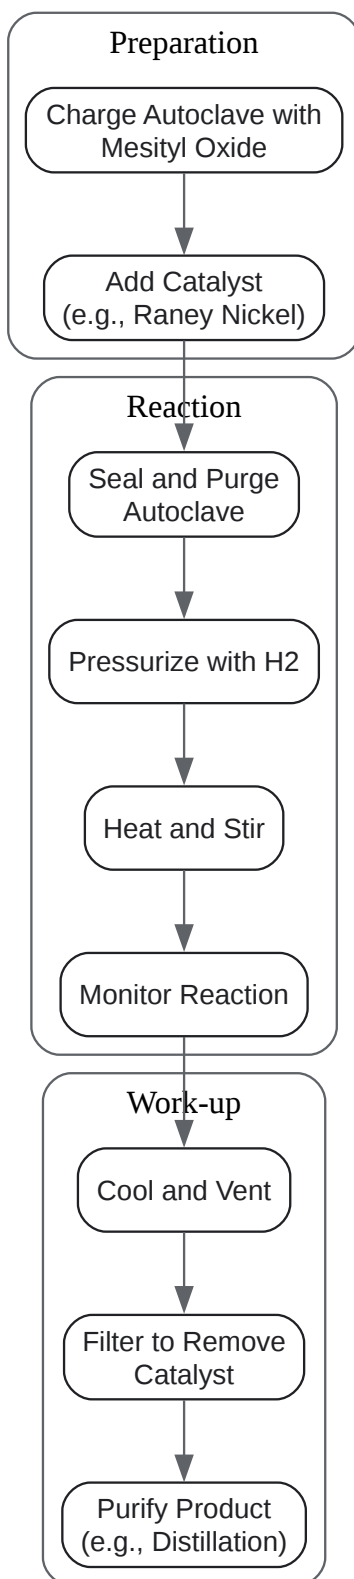 Preparation
Charge Autoclave with
Mesityl Oxide
Add Catalyst
(e.g., Raney Nickel)
Reaction
Seal and Purge
Autoclave
Pressurize with H2
Heat and Stir
Monitor Reaction
Work-up
Cool and Vent
Filter to Remove
Catalyst
Purify Product
(e.g., Distillation)